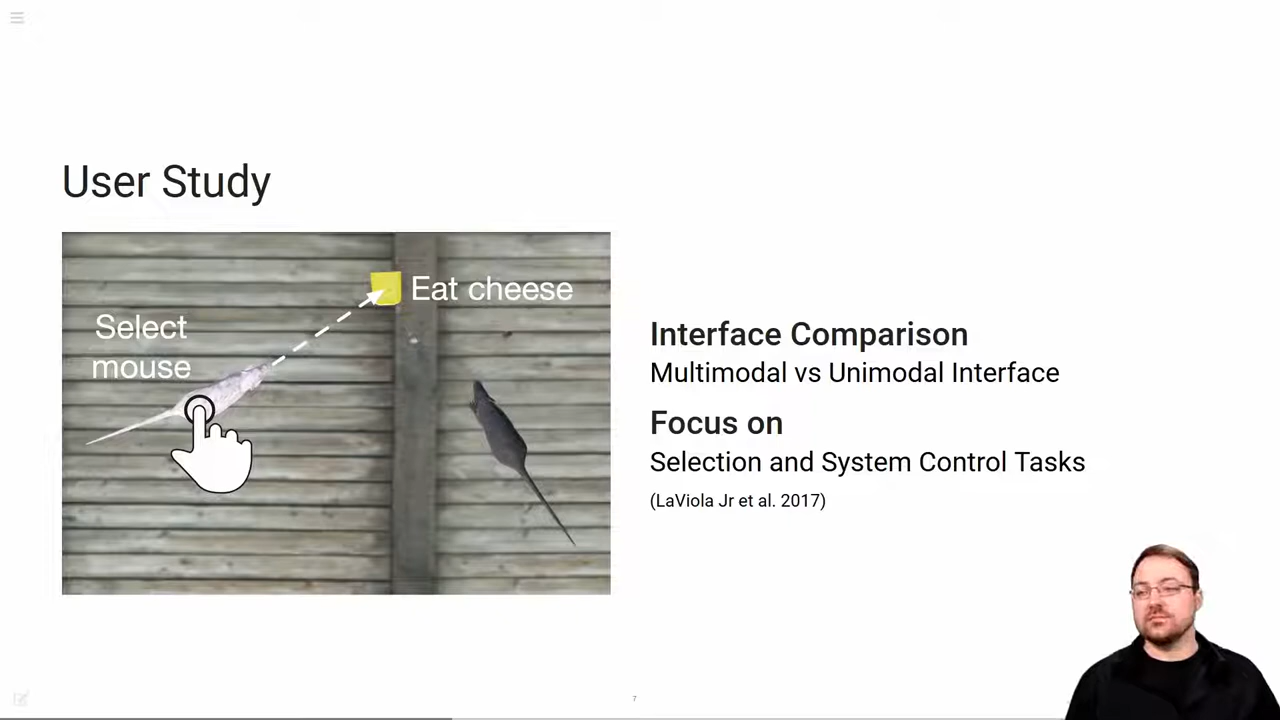 User Study
Select
mouse
Eat cheese
Interface Comparison
Multimodal vs Unimodal Interface
Focus on
Selection and System Control Tasks
(LaViola Jr et al. 2017)
7